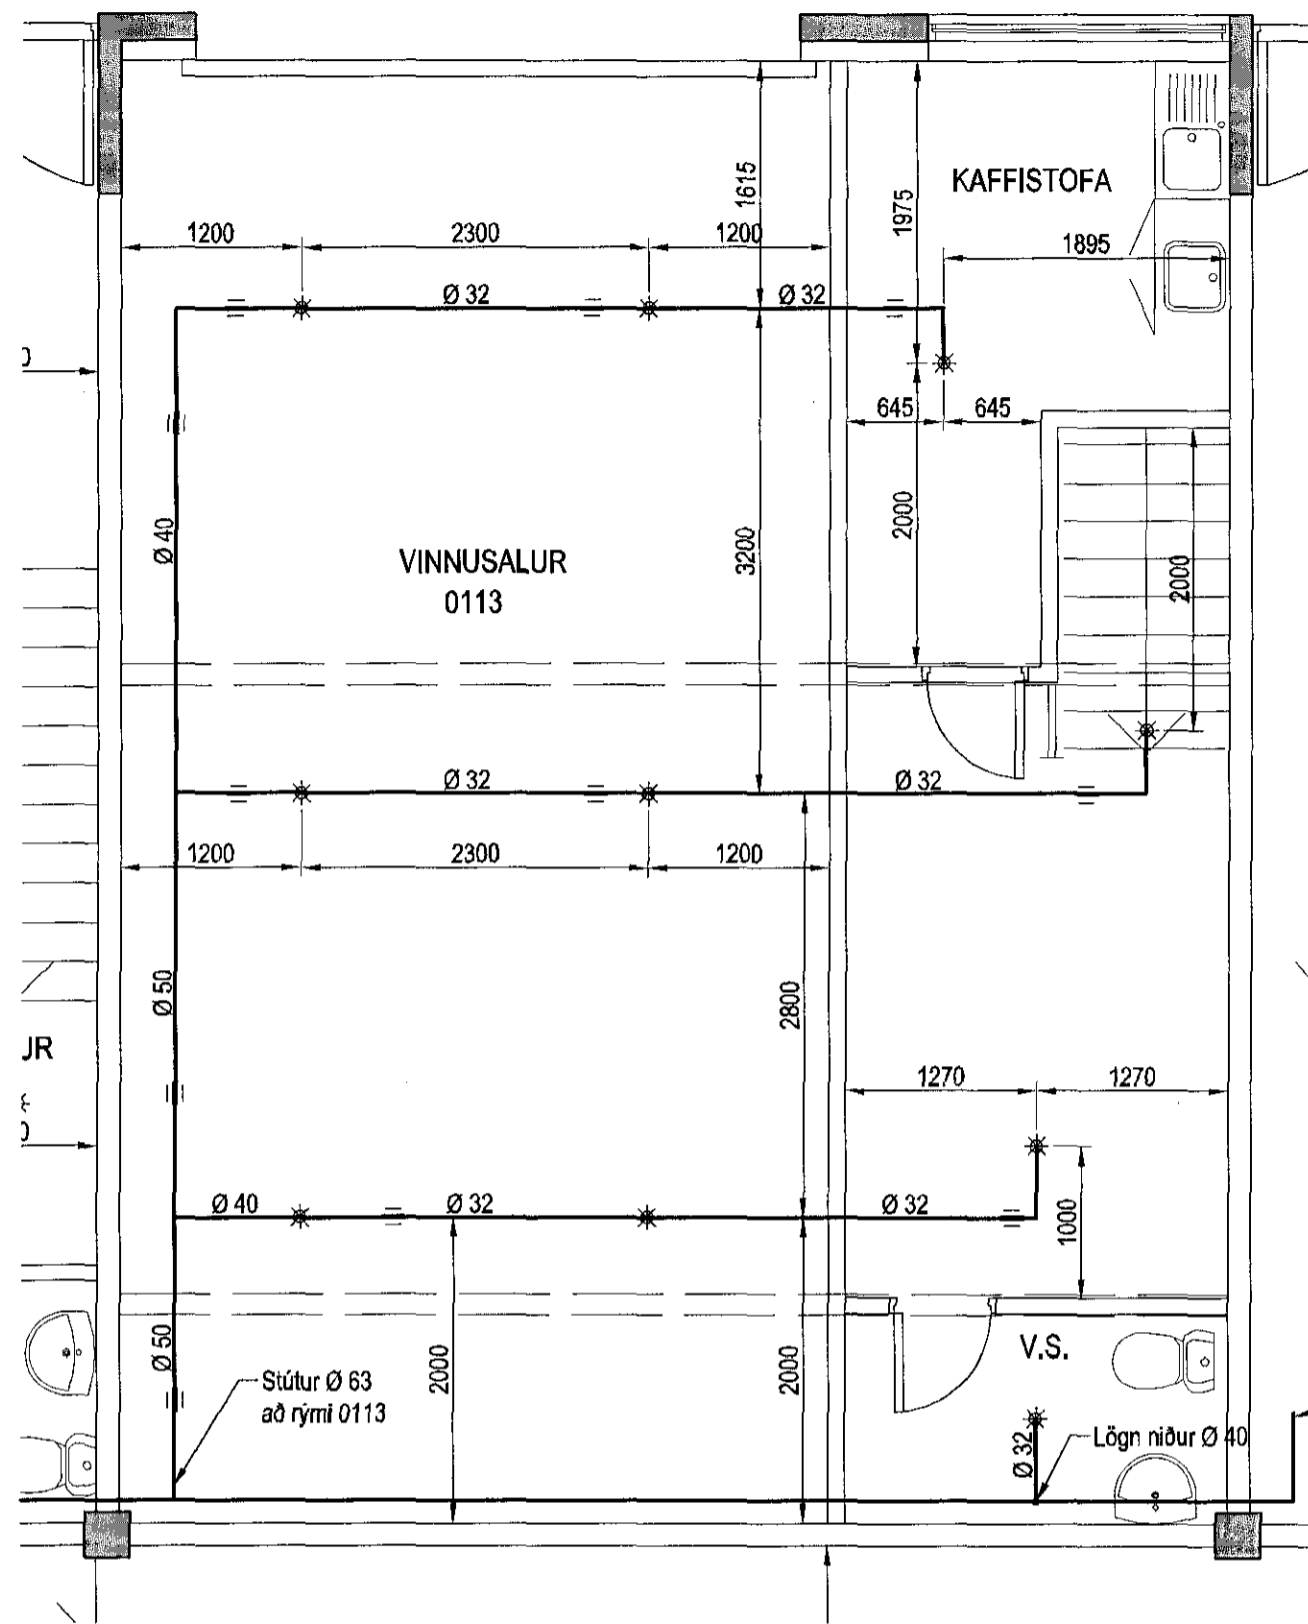 1615
1975
KAFFISTOFA
1200
2300
1200
1895
Ø 32
Ø 32
645
645
Ø 40
VINNUSALUR
0113
3200
2000
2000
Ø 32
Ø 32
1200
2300
1200
Ø 50
2800
JR
1270
1270
Ø 40
Ø 32
Ø 32
1000
Ø 50
2000
2000
V.S.
Stútur Ø 63
að rými 0113
Ø 32
Lögn niður Ø 40